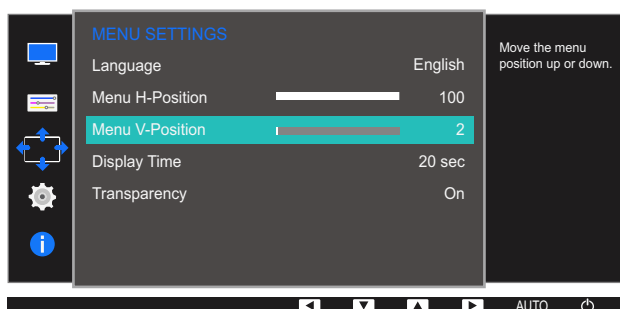 MENU SETTINGS
Language English
Menu H-Position 100
Menu V-Position 2
Display Time 20 sec
Transparency On
Move the menu
position up or down.
i
AUTO